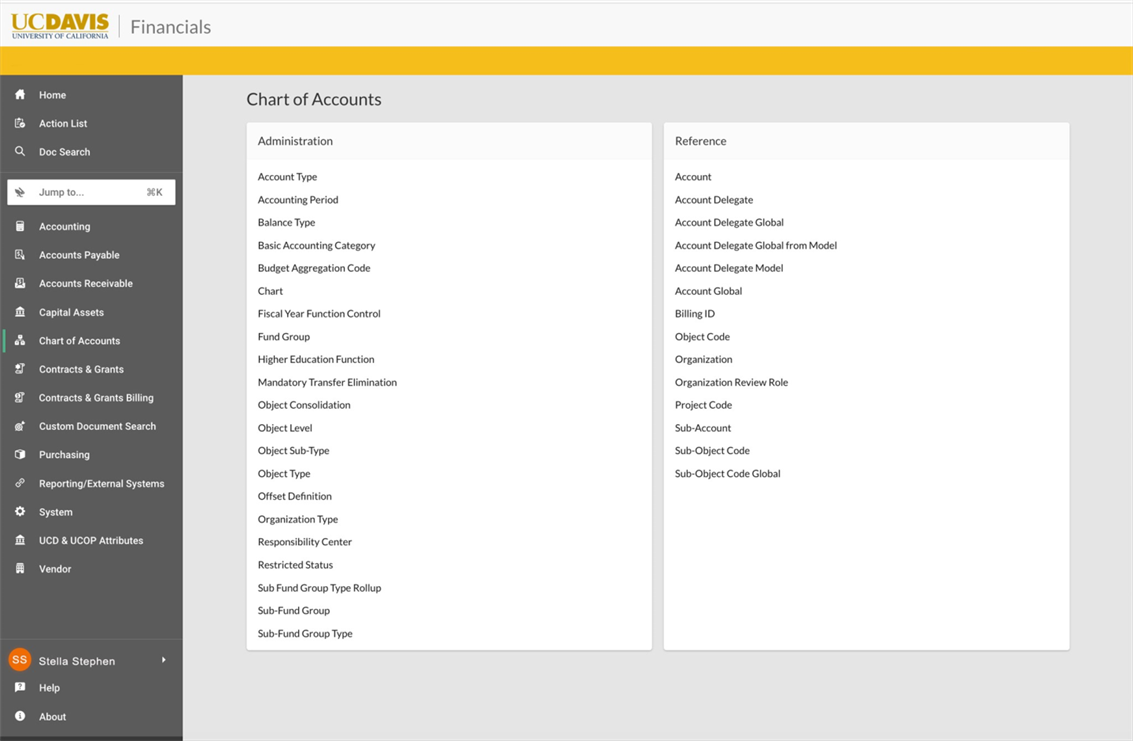 UCDAVIS
UNIVERSITY OF CALIFORNIA
Financials
Home
Action List
Doc Search
Jump to... ⌘K
Accounting
Accounts Payable
Accounts Receivable
Capital Assets
Chart of Accounts
Contracts & Grants
Contracts & Grants Billing
Custom Document Search
Purchasing
Reporting/External Systems
System
UCD & UCOP Attributes
Vendor
SS Stella Stephen
Help
About
Chart of Accounts
Administration
Account Type
Accounting Period
Balance Type
Basic Accounting Category
Budget Aggregation Code
Chart
Fiscal Year Function Control
Fund Group
Higher Education Function
Mandatory Transfer Elimination
Object Consolidation
Object Level
Object Sub-Type
Object Type
Offset Definition
Organization Type
Responsibility Center
Restricted Status
Sub Fund Group Type Rollup
Sub-Fund Group
Sub-Fund Group Type
Reference
Account
Account Delegate
Account Delegate Global
Account Delegate Global from Model
Account Delegate Model
Account Global
Billing ID
Object Code
Organization
Organization Review Role
Project Code
Sub-Account
Sub-Object Code
Sub-Object Code Global